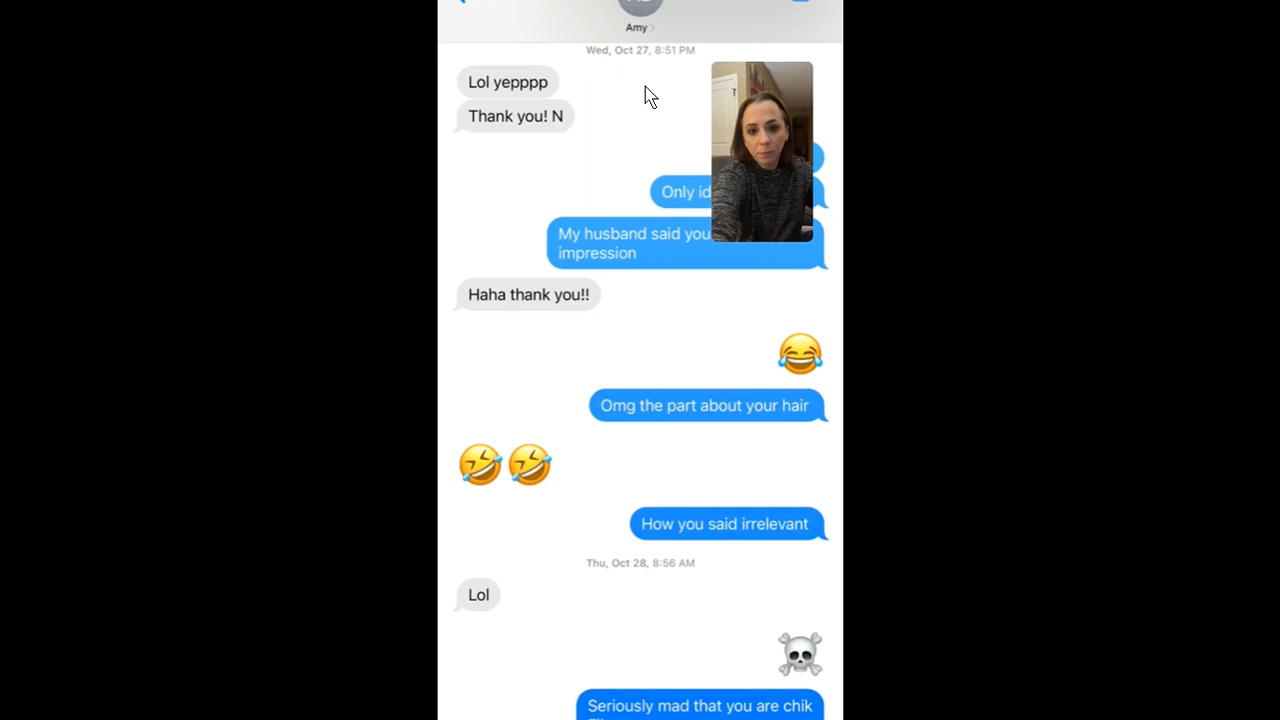 Amy
Wed, Oct 27, 8:51 PM
Lol yepppp
Thank you! N
Only
My husband said you
impression
Haha thank you!!
Omg the part about your hair
How you said irrelevant
Thu, Oct 28, 8:56 AM
Lol
Seriously mad that you are chik